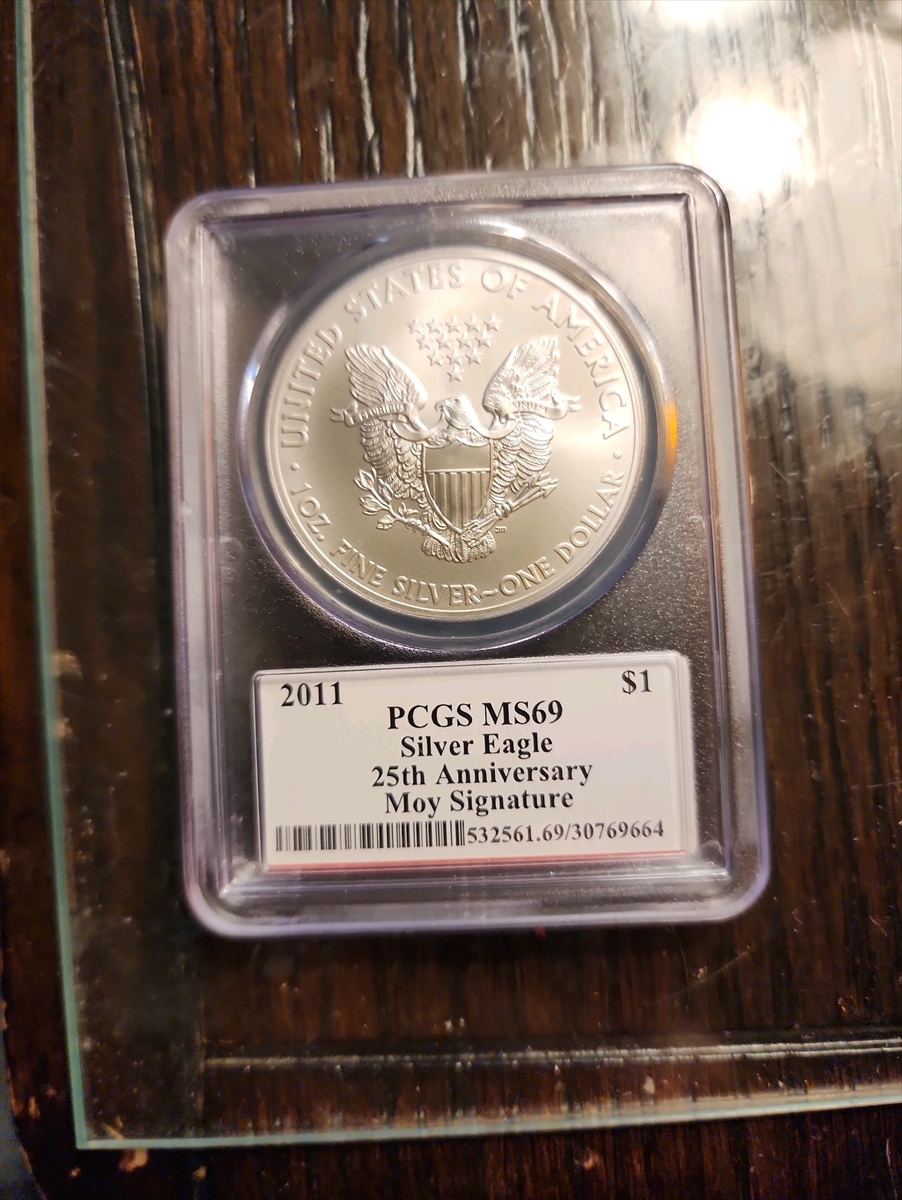 · UNITED STATES OF AMERICA ·
PLURIBUS
1 OZ. FINE SILVER~ONE DOLLAR
2011
$1
PCGS MS69
Silver Eagle
25th Anniversary
Moy Signature
532561.69/30769664